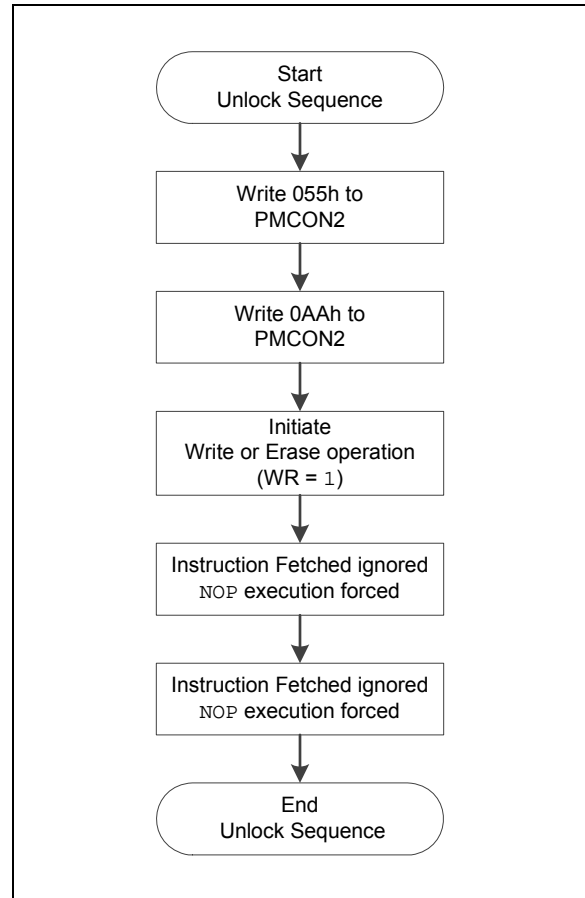 Start
Unlock Sequence
Write 055h to
PMCON2
Write 0AAh to
PMCON2
Initiate
Write or Erase operation
(WR = 1)
Instruction Fetched ignored
NOP execution forced
Instruction Fetched ignored
NOP execution forced
End
Unlock Sequence